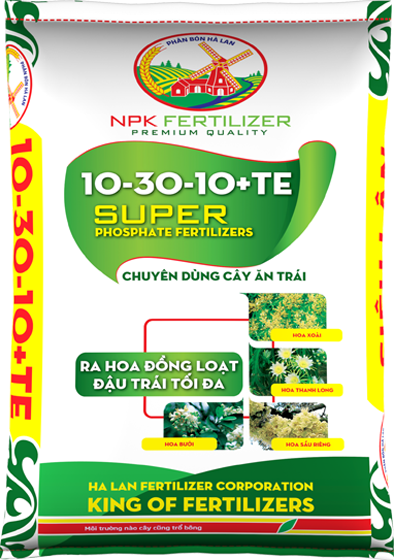 PHÂN BÓN HÀ LAN
NPK FERTILIZER
PREMIUM QUALITY
10-30-10+TE
SUPER
PHOSPHATE FERTILIZERS
CHUYÊN DÙNG CÂY ĂN TRÁI
HOA XOÀI
RA HOA ĐỒNG LOẠT
ĐẬU TRÁI TỐI ĐA
HOA THANH LONG
HOA BƯỞI
HOA SẦU RIÊNG
HA LAN FERTILIZER CORPORATION
KING OF FERTILIZERS
Môi trường nào cây cũng trổ bông
PHÂN BÓN HÀ LAN
10-30-10+TE
SIÊU LÂN